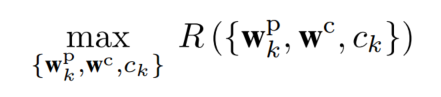 max R ({w_k^p, w^c, c_k})
{w_k^p, w^c, c_k}